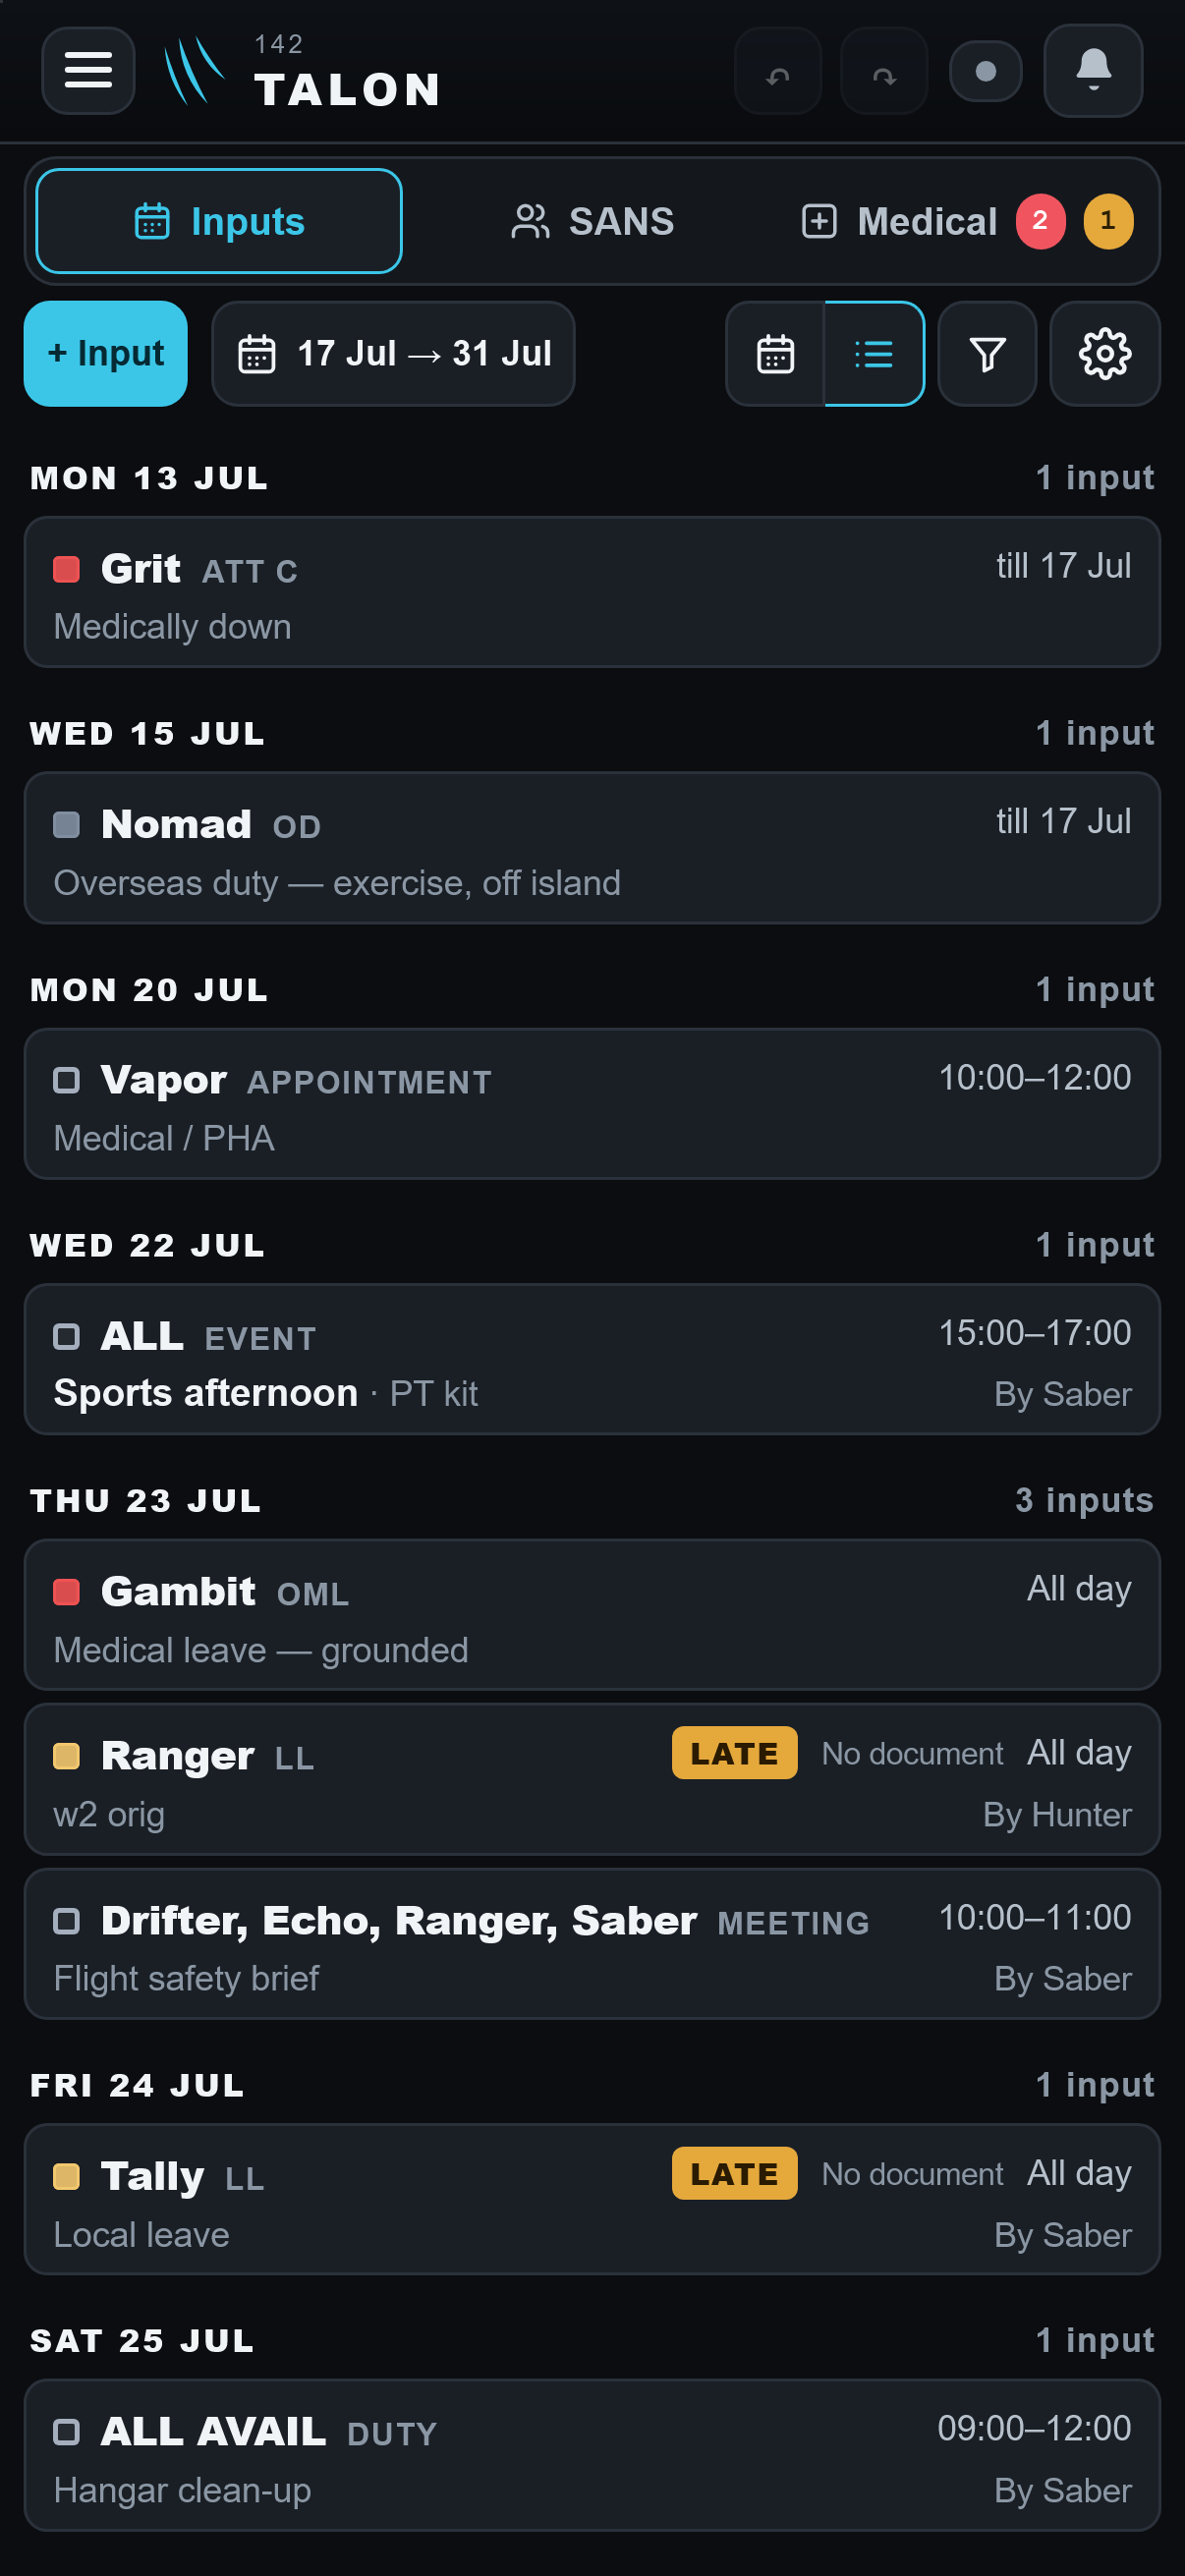 142
TALON
Inputs SANS Medical 2 1
+ Input 17 Jul → 31 Jul
MON 13 JUL 1 input
Grit ATT C till 17 Jul
Medically down
WED 15 JUL 1 input
Nomad OD till 17 Jul
Overseas duty — exercise, off island
MON 20 JUL 1 input
Vapor APPOINTMENT 10:00–12:00
Medical / PHA
WED 22 JUL 1 input
ALL EVENT 15:00–17:00
Sports afternoon · PT kit By Saber
THU 23 JUL 3 inputs
Gambit OML All day
Medical leave — grounded
Ranger LL LATE No document All day
w2 orig By Hunter
Drifter, Echo, Ranger, Saber MEETING 10:00–11:00
Flight safety brief By Saber
FRI 24 JUL 1 input
Tally LL LATE No document All day
Local leave By Saber
SAT 25 JUL 1 input
ALL AVAIL DUTY 09:00–12:00
Hangar clean-up By Saber